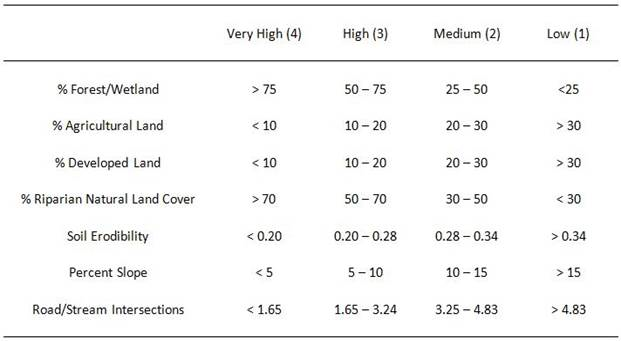 Very High (4) High (3) Medium (2) Low (1)
% Forest/Wetland > 75 50 – 75 25 – 50 <25
% Agricultural Land < 10 10 – 20 20 – 30 > 30
% Developed Land < 10 10 – 20 20 – 30 > 30
% Riparian Natural Land Cover > 70 50 – 70 30 – 50 < 30
Soil Erodibility < 0.20 0.20 – 0.28 0.28 – 0.34 > 0.34
Percent Slope < 5 5 – 10 10 – 15 > 15
Road/Stream Intersections < 1.65 1.65 – 3.24 3.25 – 4.83 > 4.83